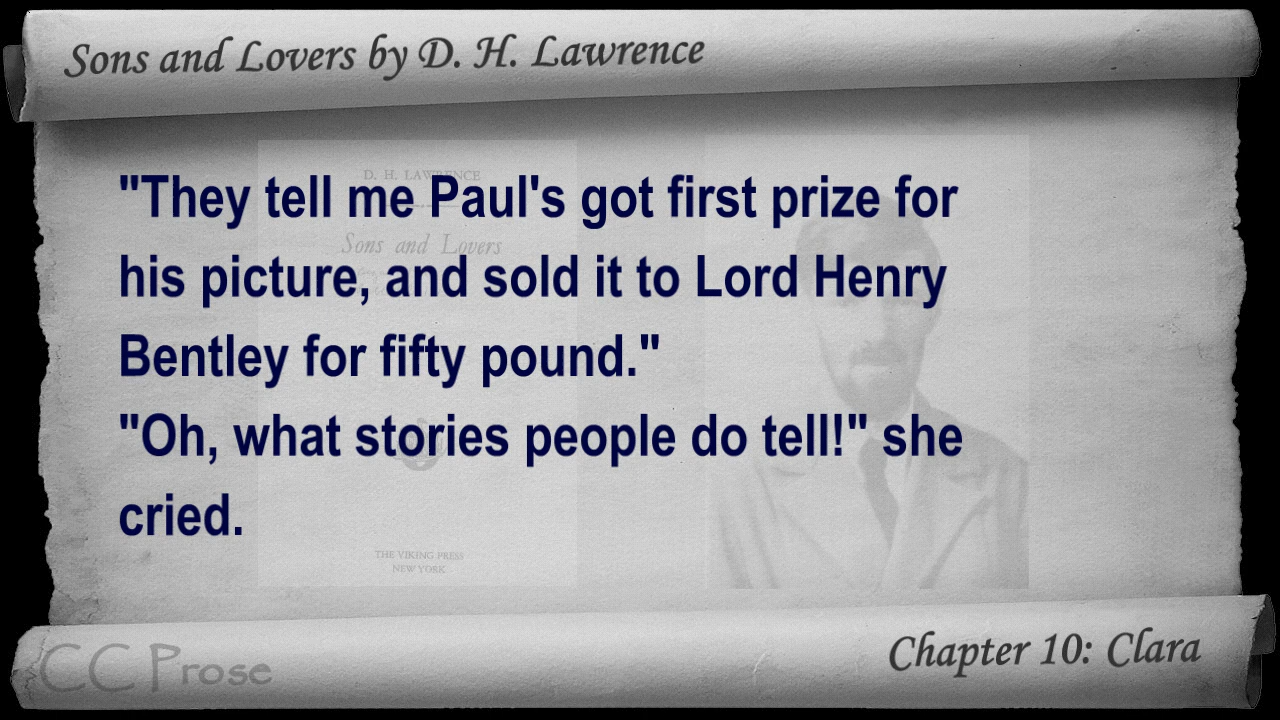 Sons and Lovers by D. H. Lawrence
D. H. LAWRENCE
"They tell me Paul's got first prize for
Sons and Lovers
his picture, and sold it to Lord Henry
Bentley for fifty pound."
"Oh, what stories people do tell!" she
cried.
THE VIKING PRESS
NEW YORK
CC Prose
Chapter 10: Clara